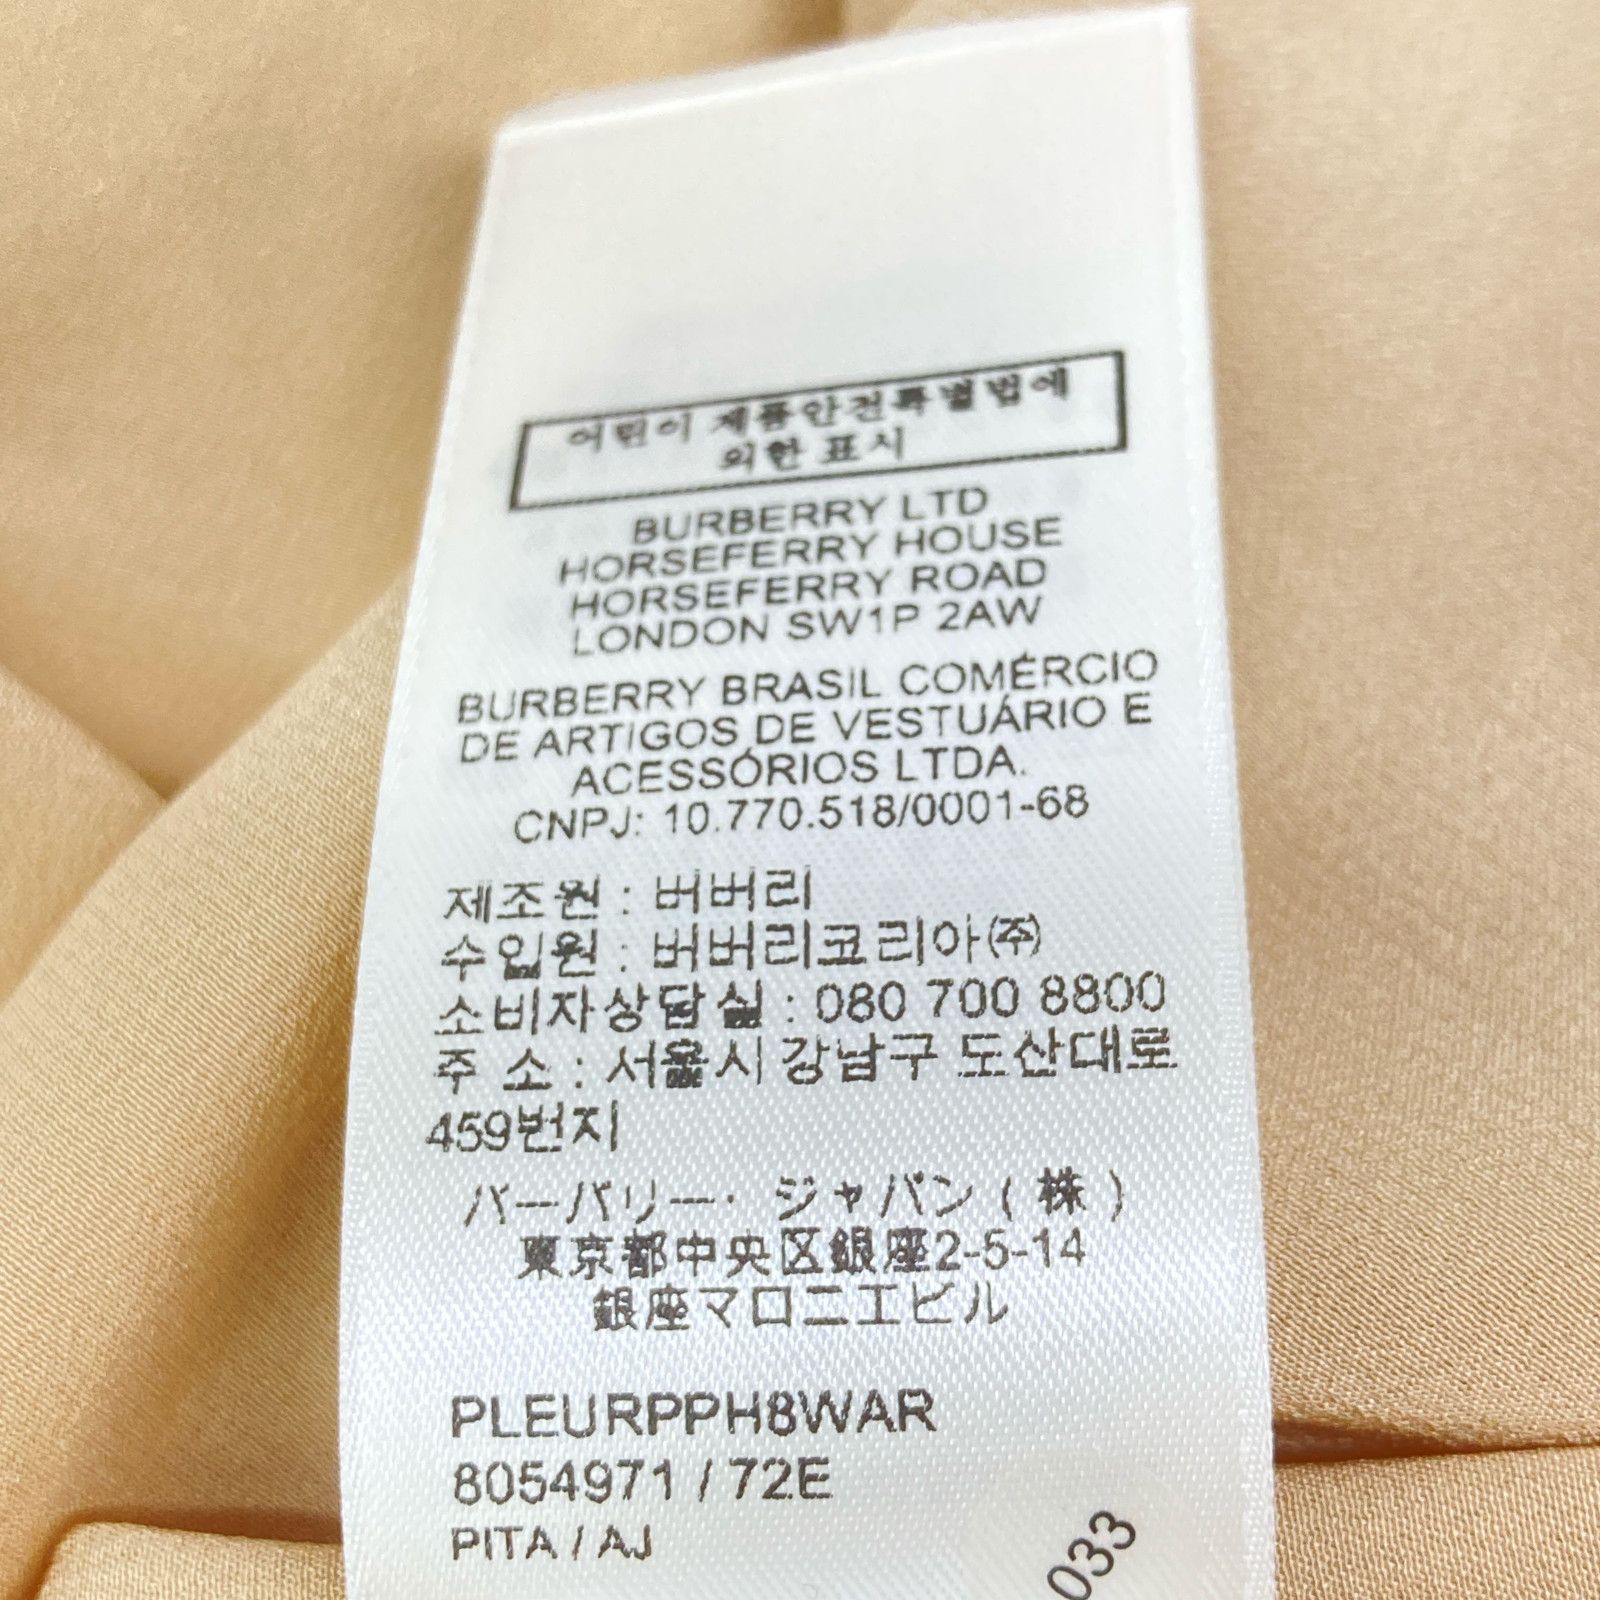 어린이 제품안전특별법에
의한 표시
BURBERRY LTD
HORSEFERRY HOUSE
HORSEFERRY ROAD
LONDON SW1P 2AW
BURBERRY BRASIL COMÉRCIO
DE ARTIGOS DE VESTUÁRIO E
ACESSÓRIOS LTDA.
CNPJ: 10.770.518/0001-68
제조원 : 버버리
수입원 : 버버리코리아㈜
소비자상담실 : 080 700 8800
주 소 : 서울시 강남구 도산대로
459번지
バーバリー・ジャパン ( 株 )
東京都中央区銀座2-5-14
銀座マロニエビル
PLEURPPH8WAR
8054971 / 72E
PITA / AJ
033